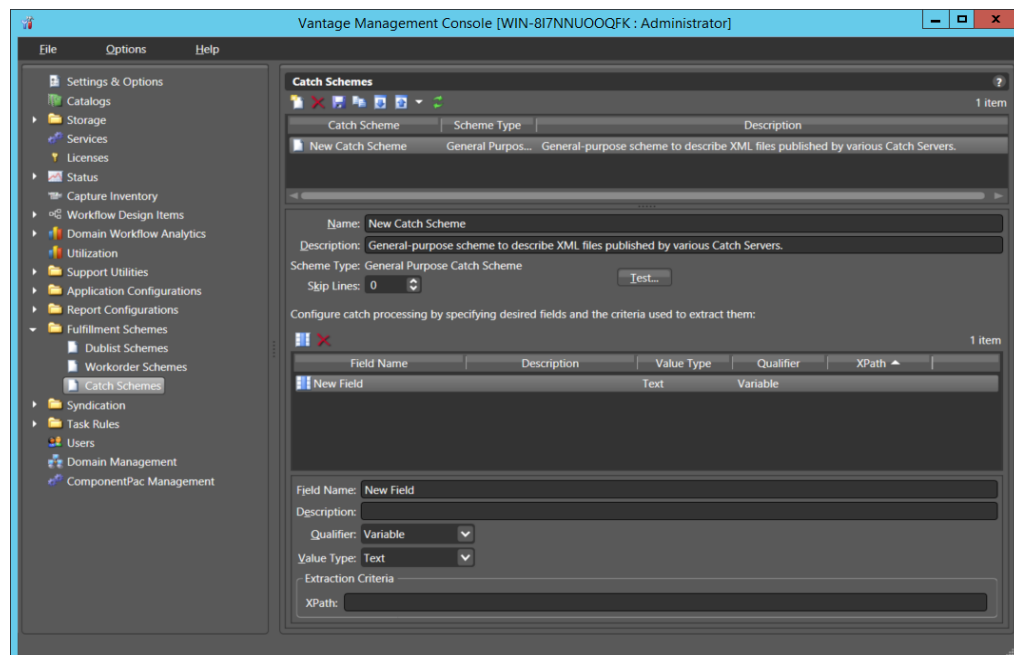 Vantage Management Console [WIN-8I7NNUOOQFK : Administrator]
File Options Help
Settings & Options
Catalogs
Storage
Services
Licenses
Status
Capture Inventory
Workflow Design Items
Domain Workflow Analytics
Utilization
Support Utilities
Application Configurations
Report Configurations
Fulfillment Schemes
Dublist Schemes
Workorder Schemes
Catch Schemes
Syndication
Task Rules
Users
Domain Management
ComponentPac Management
Catch Schemes ?
1 item
Catch Scheme Scheme Type Description
New Catch Scheme General Purpos... General-purpose scheme to describe XML files published by various Catch Servers.
Name: New Catch Scheme
Description: General-purpose scheme to describe XML files published by various Catch Servers.
Scheme Type: General Purpose Catch Scheme
Skip Lines: 0 Test...
Configure catch processing by specifying desired fields and the criteria used to extract them:
1 item
Field Name Description Value Type Qualifier XPath
New Field Text Variable
Field Name: New Field
Description:
Qualifier: Variable
Value Type: Text
Extraction Criteria
XPath: